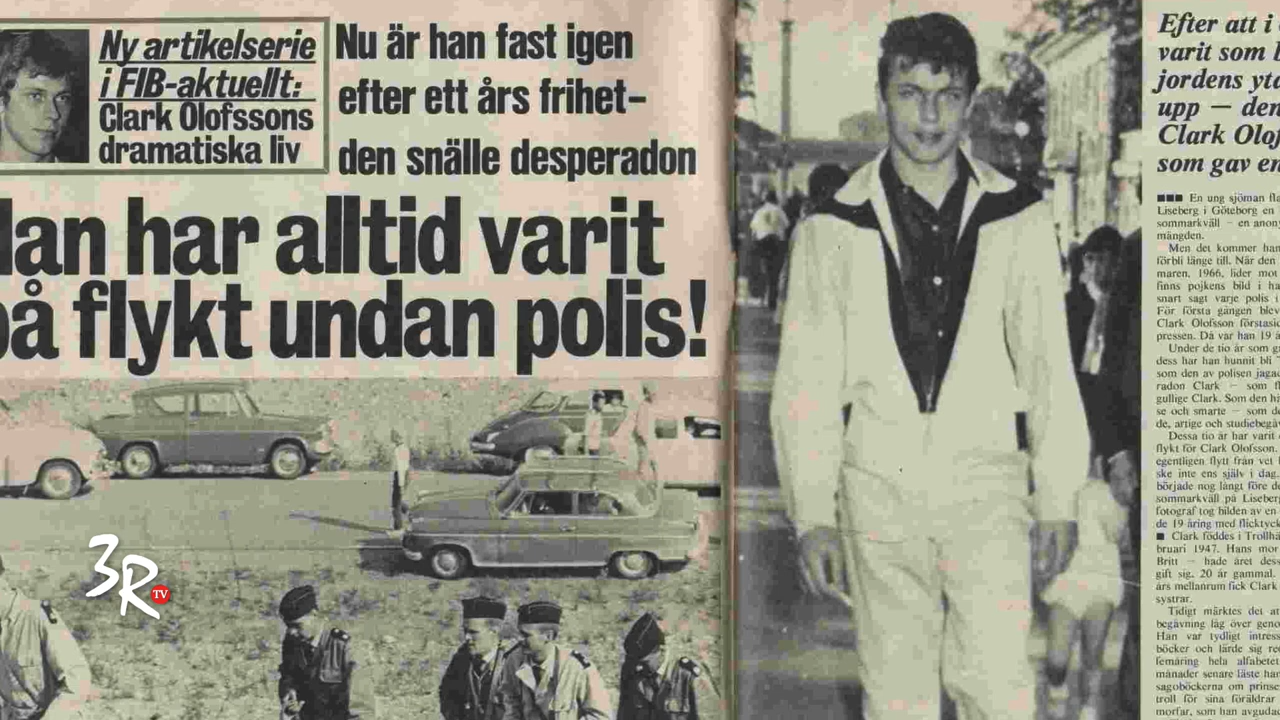 Ny artikelserie
i FIB-aktuellt:
Clark Olofssons
dramatiska liv
Nu är han fast igen
efter ett års frihet-
den snälle desperadon
lan har alltid varit
på flykt undan polis!
3R
TV
Efter att i
varit som
jordens yta
upp — den
Clark Olof
som gav en
■■■ En ung sjöman fla
Liseberg i Göteborg en
sommarkväll — en anon
mängden.
Men det kommer han
förbli länge till. När den
maren, 1966, lider mot
finns pojkens bild i ha
snart sagt varje polis
För första gången blev
Clark Olofsson förstasi
pressen. Då var han 19 å
Under de tio år som g
dess har han hunnit bli
som den av polisen jagad
radon Clark — som
gullige Clark. Som den
se och smarte — som d
de, artige och studiebegå
Dessa tio år har varit
flykt för Clark Olofsson.
egentligen flytt från vet
ske inte ens själv i dag.
började nog långt före de
sommarkväll på Liseber
fotograf tog bilden av en
de 19-åring med flicktyck
■ Clark föddes i Trollhä
bruari 1947. Hans mor
Britt — hade året dess
gift sig, 20 år gammal.
års mellanrum fick Clark
systrar.
Tidigt märktes det at
begåvning låg över geno
Han var tydligt intress
böcker och lärde sig re
femåring hela alfabetet
månader senare läste han
sagoböckerna om prinse
troll för sina föräldrar
morfar, som han avgudad